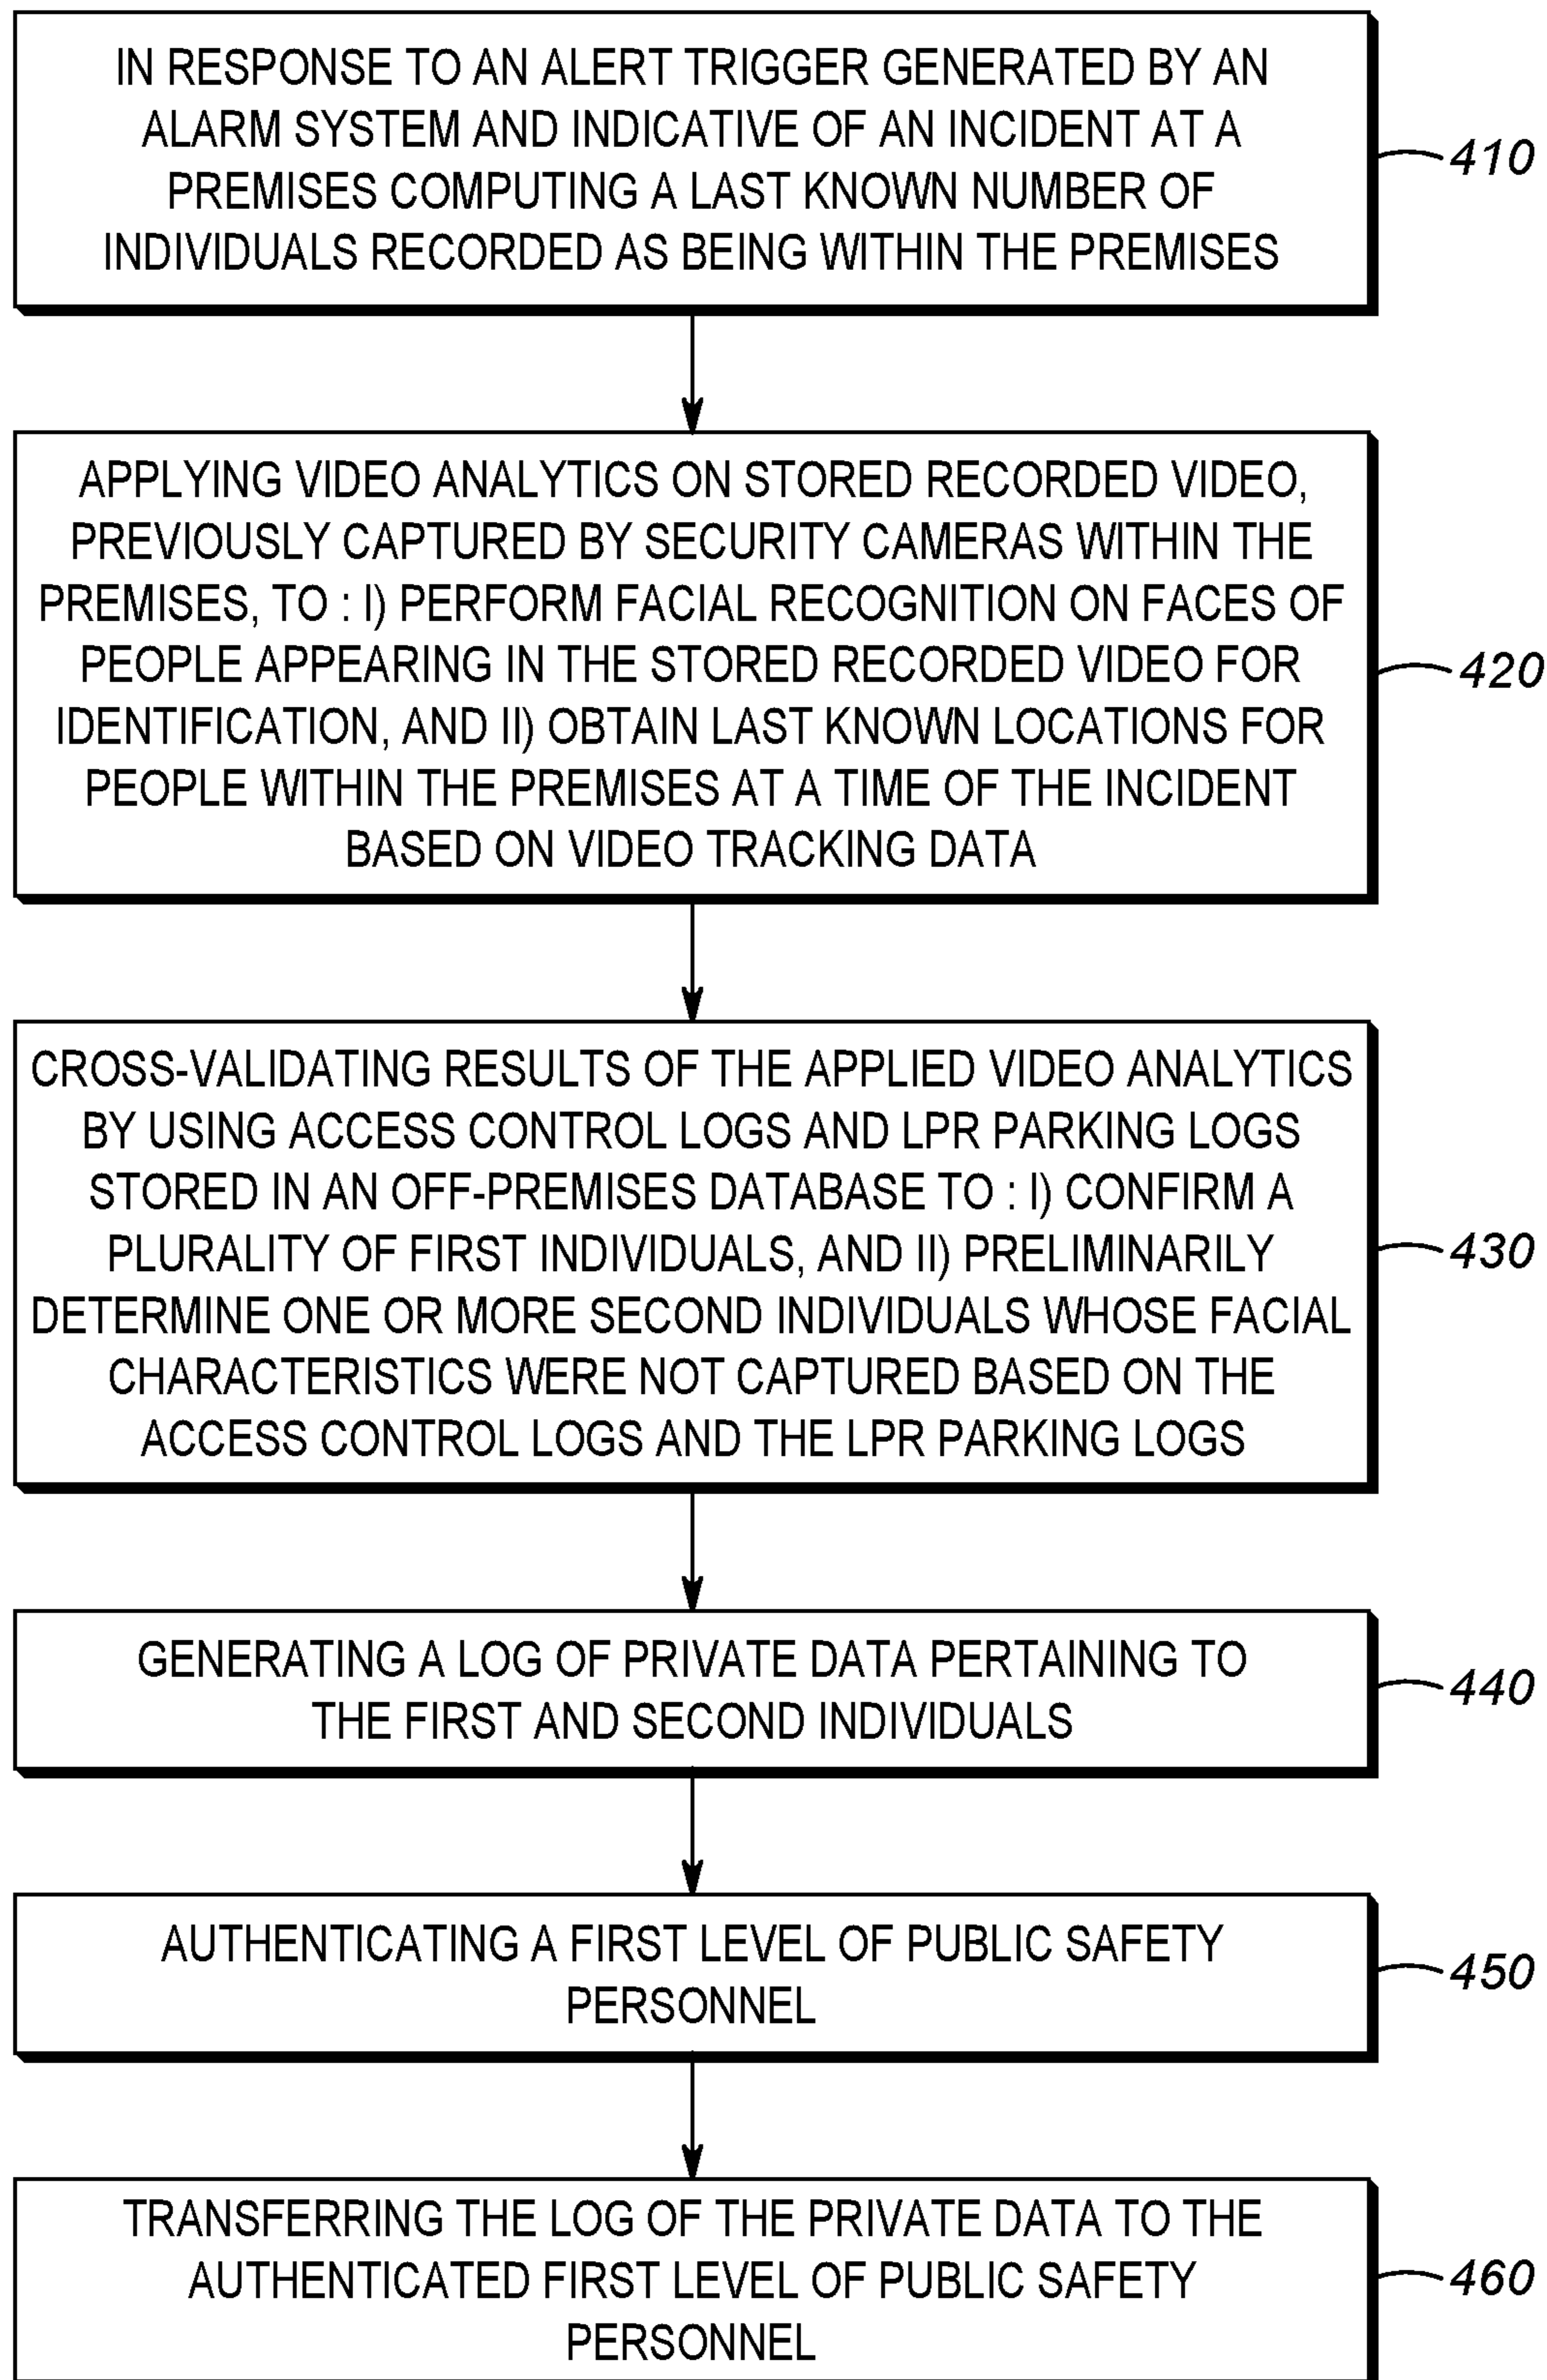 IN RESPONSE TO AN ALERT TRIGGER GENERATED BY AN
ALARM SYSTEM AND INDICATIVE OF AN INCIDENT AT A
PREMISES COMPUTING A LAST KNOWN NUMBER OF
INDIVIDUALS RECORDED AS BEING WITHIN THE PREMISES
410
APPLYING VIDEO ANALYTICS ON STORED RECORDED VIDEO,
PREVIOUSLY CAPTURED BY SECURITY CAMERAS WITHIN THE
PREMISES, TO : I) PERFORM FACIAL RECOGNITION ON FACES OF
PEOPLE APPEARING IN THE STORED RECORDED VIDEO FOR
IDENTIFICATION, AND II) OBTAIN LAST KNOWN LOCATIONS FOR
PEOPLE WITHIN THE PREMISES AT A TIME OF THE INCIDENT
BASED ON VIDEO TRACKING DATA
420
CROSS-VALIDATING RESULTS OF THE APPLIED VIDEO ANALYTICS
BY USING ACCESS CONTROL LOGS AND LPR PARKING LOGS
STORED IN AN OFF-PREMISES DATABASE TO : I) CONFIRM A
PLURALITY OF FIRST INDIVIDUALS, AND II) PRELIMINARILY
DETERMINE ONE OR MORE SECOND INDIVIDUALS WHOSE FACIAL
CHARACTERISTICS WERE NOT CAPTURED BASED ON THE
ACCESS CONTROL LOGS AND THE LPR PARKING LOGS
430
GENERATING A LOG OF PRIVATE DATA PERTAINING TO
THE FIRST AND SECOND INDIVIDUALS
440
AUTHENTICATING A FIRST LEVEL OF PUBLIC SAFETY
PERSONNEL
450
TRANSFERRING THE LOG OF THE PRIVATE DATA TO THE
AUTHENTICATED FIRST LEVEL OF PUBLIC SAFETY
PERSONNEL
460